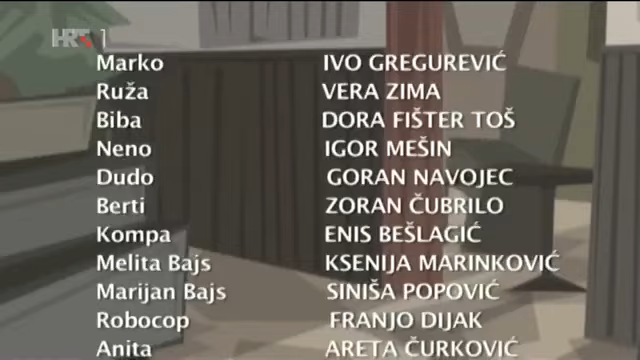 HRT 1
Marko IVO GREGUREVIĆ
Ruža VERA ZIMA
Biba DORA FIŠTER TOŠ
Neno IGOR MEŠIN
Dudo GORAN NAVOJEC
Berti ZORAN ČUBRILO
Kompa ENIS BEŠLAGIĆ
Melita Bajs KSENIJA MARINKOVIĆ
Marijan Bajs SINIŠA POPOVIĆ
Robocop FRANJO DIJAK
Anita ARETA ĆURKOVIĆ